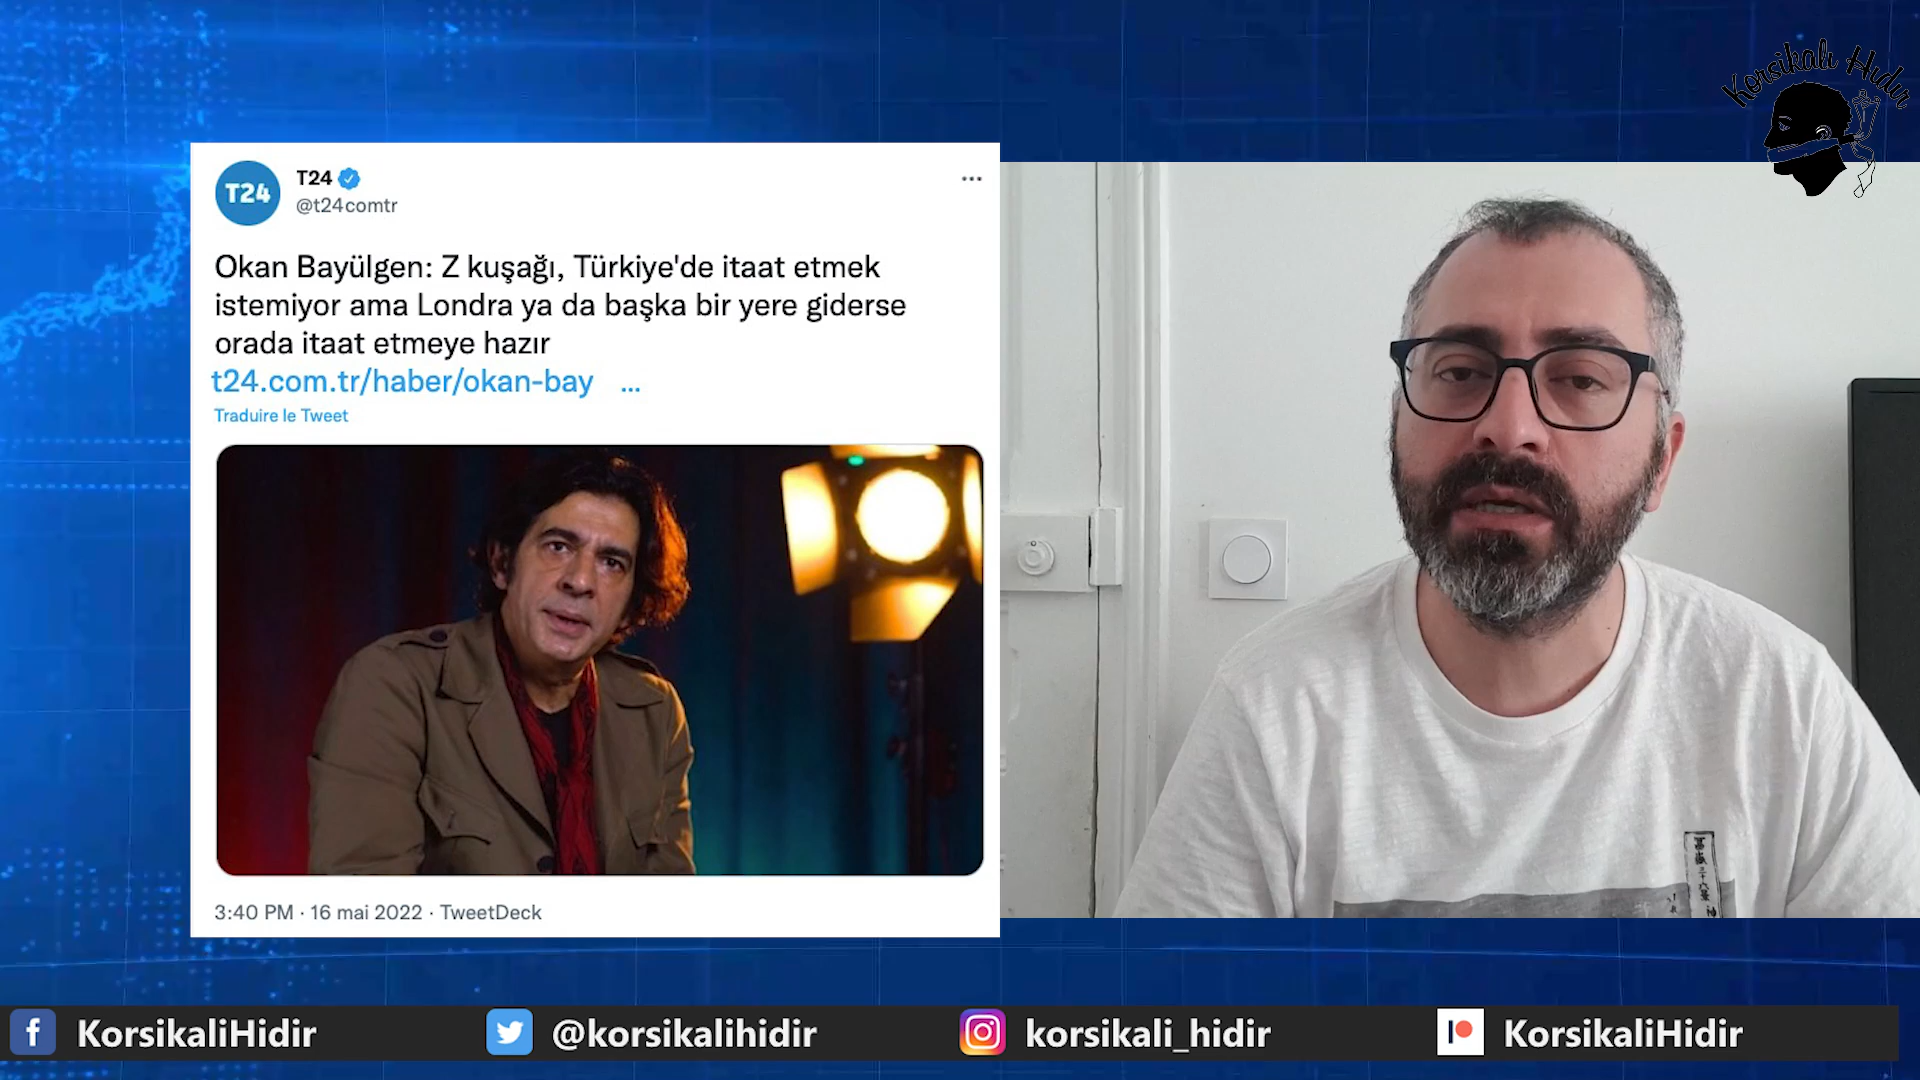 Korsikalı Hıdır
T24
T24
@t24comtr
Okan Bayülgen: Z kuşağı, Türkiye'de itaat etmek
istemiyor ama Londra ya da başka bir yere giderse
orada itaat etmeye hazır
t24.com.tr/haber/okan-bay ...
Traduire le Tweet
3:40 PM · 16 mai 2022 · TweetDeck
KorsikaliHidir
@korsikalihidir
korsikali_hidir
KorsikaliHidir